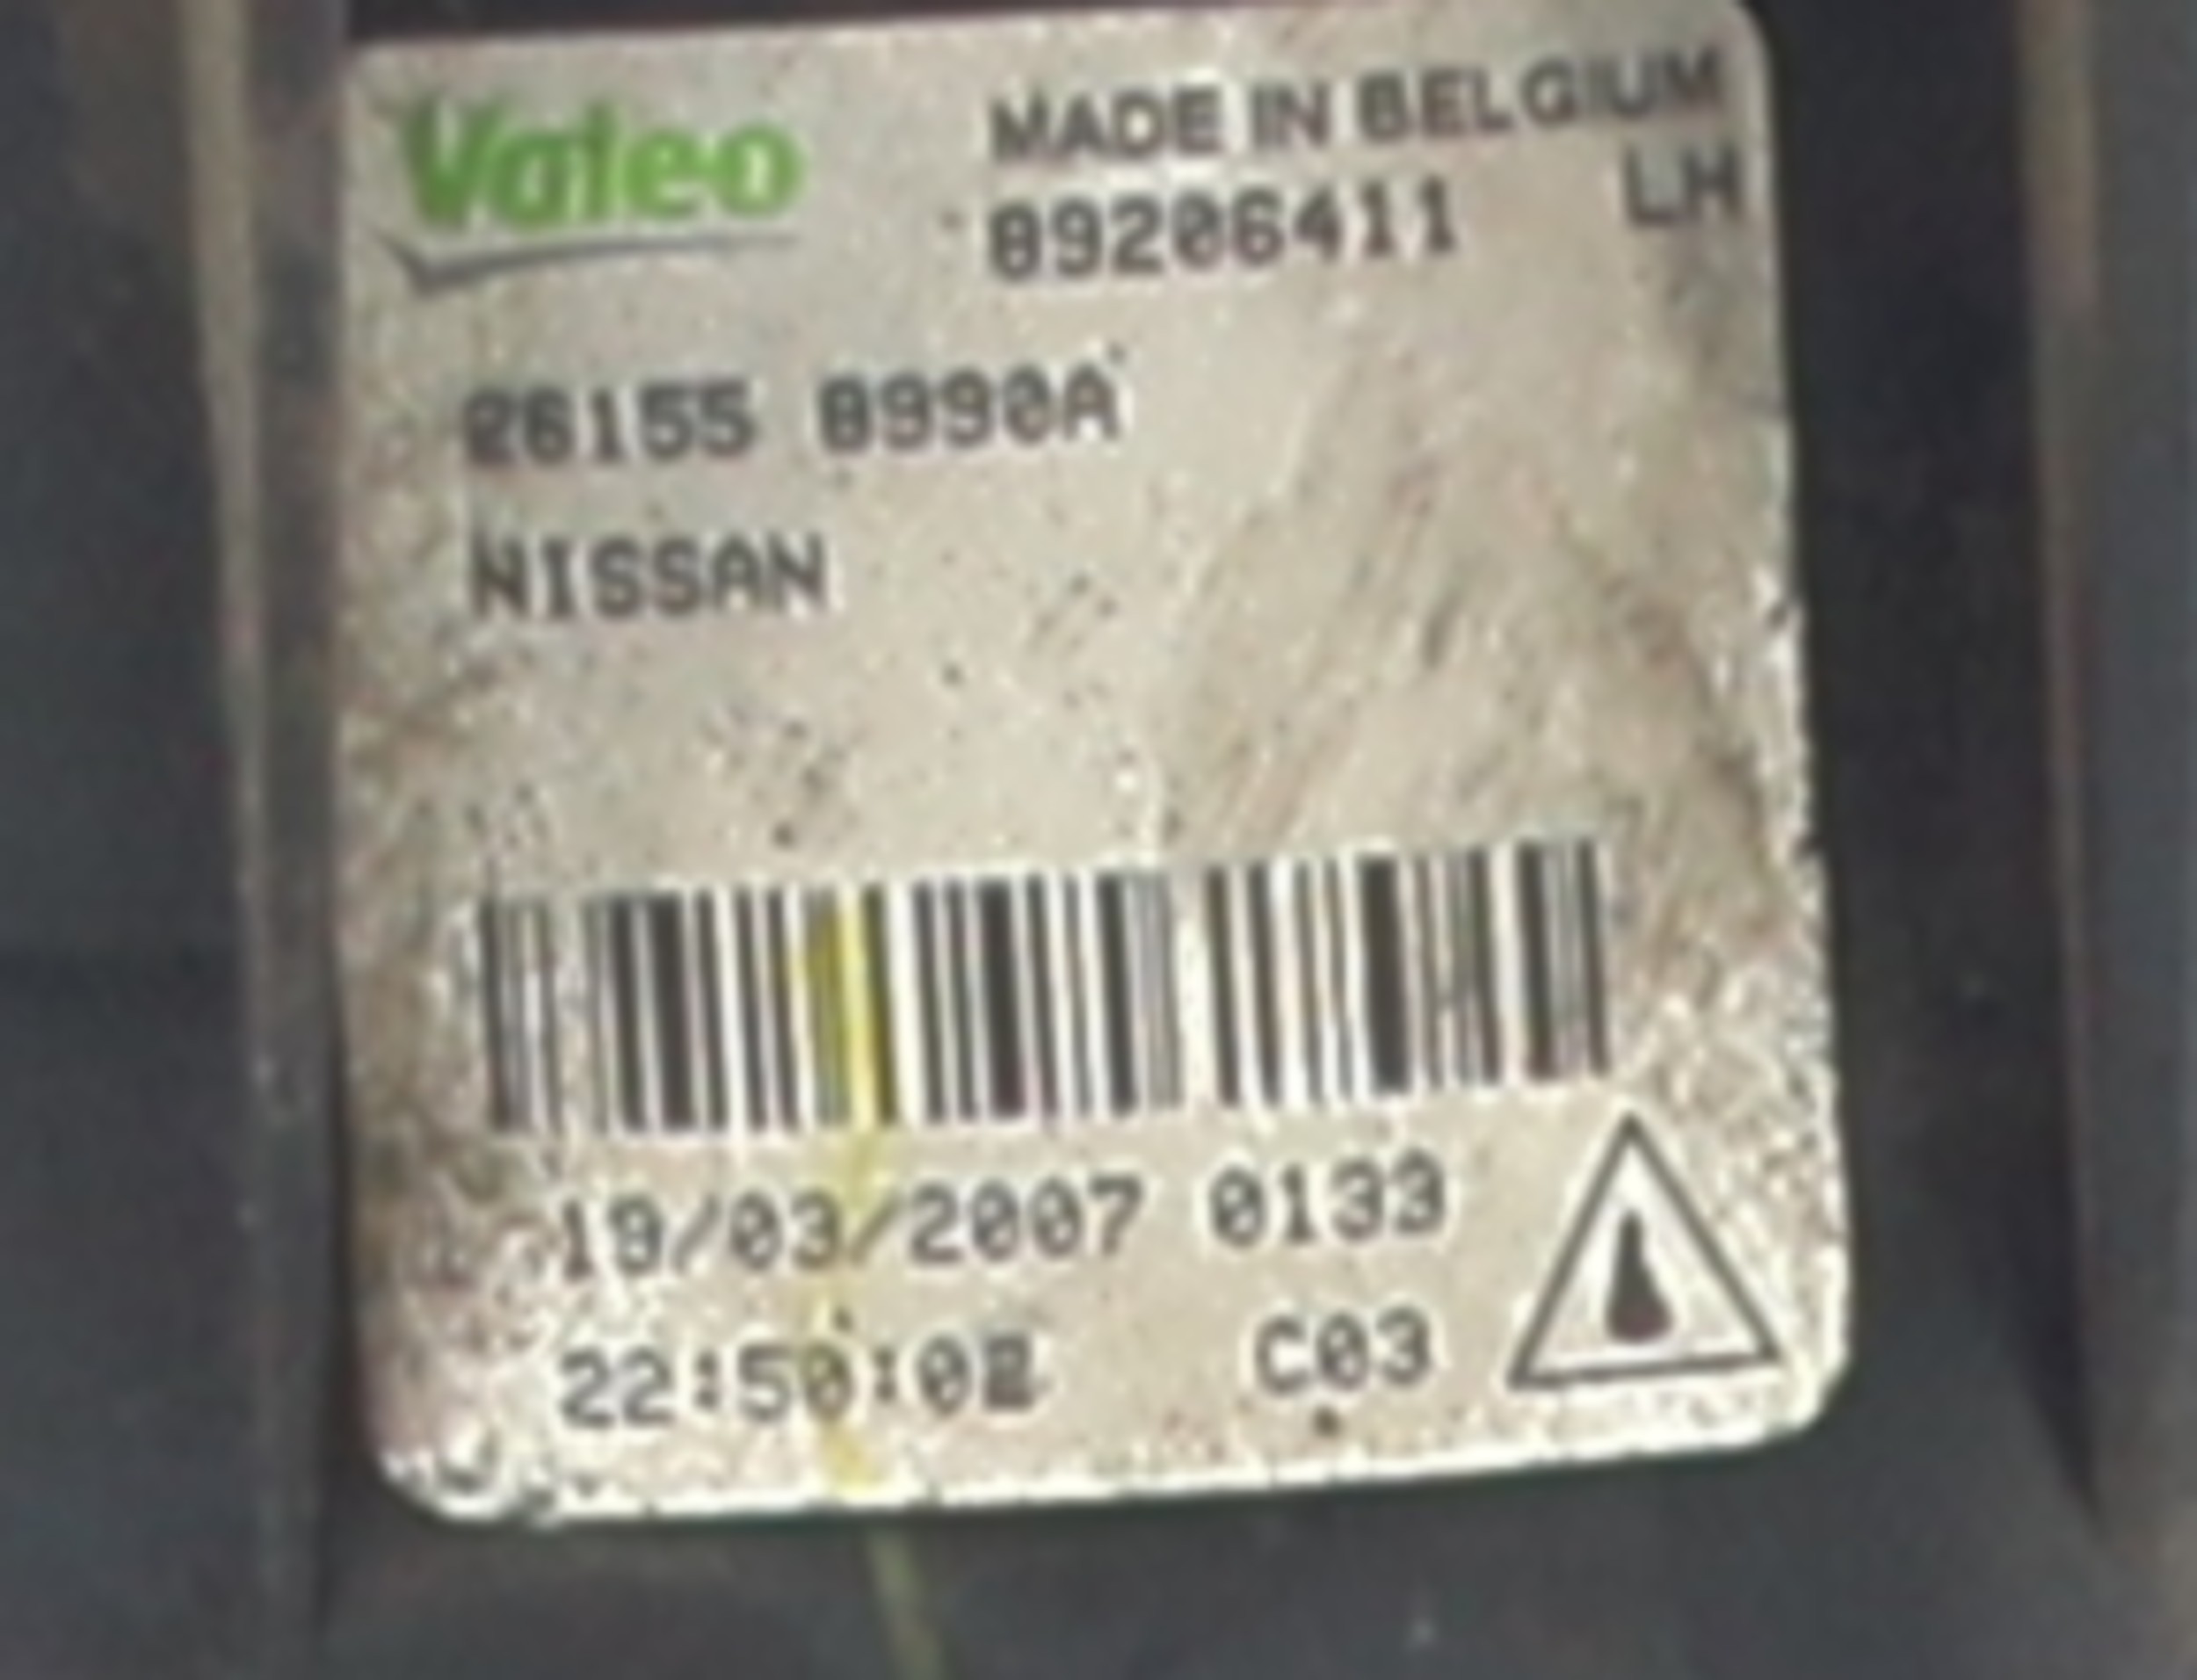 Valeo
MADE IN BELGIUM
89206411 LH
26155 8990A
NISSAN
19/03/2007 0133
22:50:02 C03